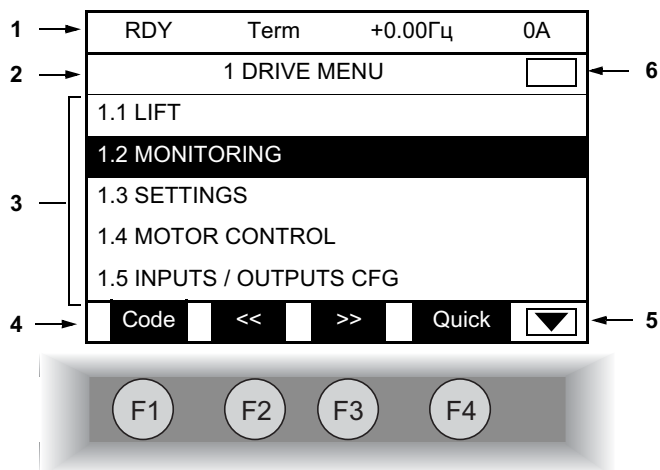 1 RDY Term +0.00Гц 0A
2 1 DRIVE MENU 6
1.1 LIFT
1.2 MONITORING
3 1.3 SETTINGS
1.4 MOTOR CONTROL
1.5 INPUTS / OUTPUTS CFG
4 Code << >> Quick 5
F1 F2 F3 F4